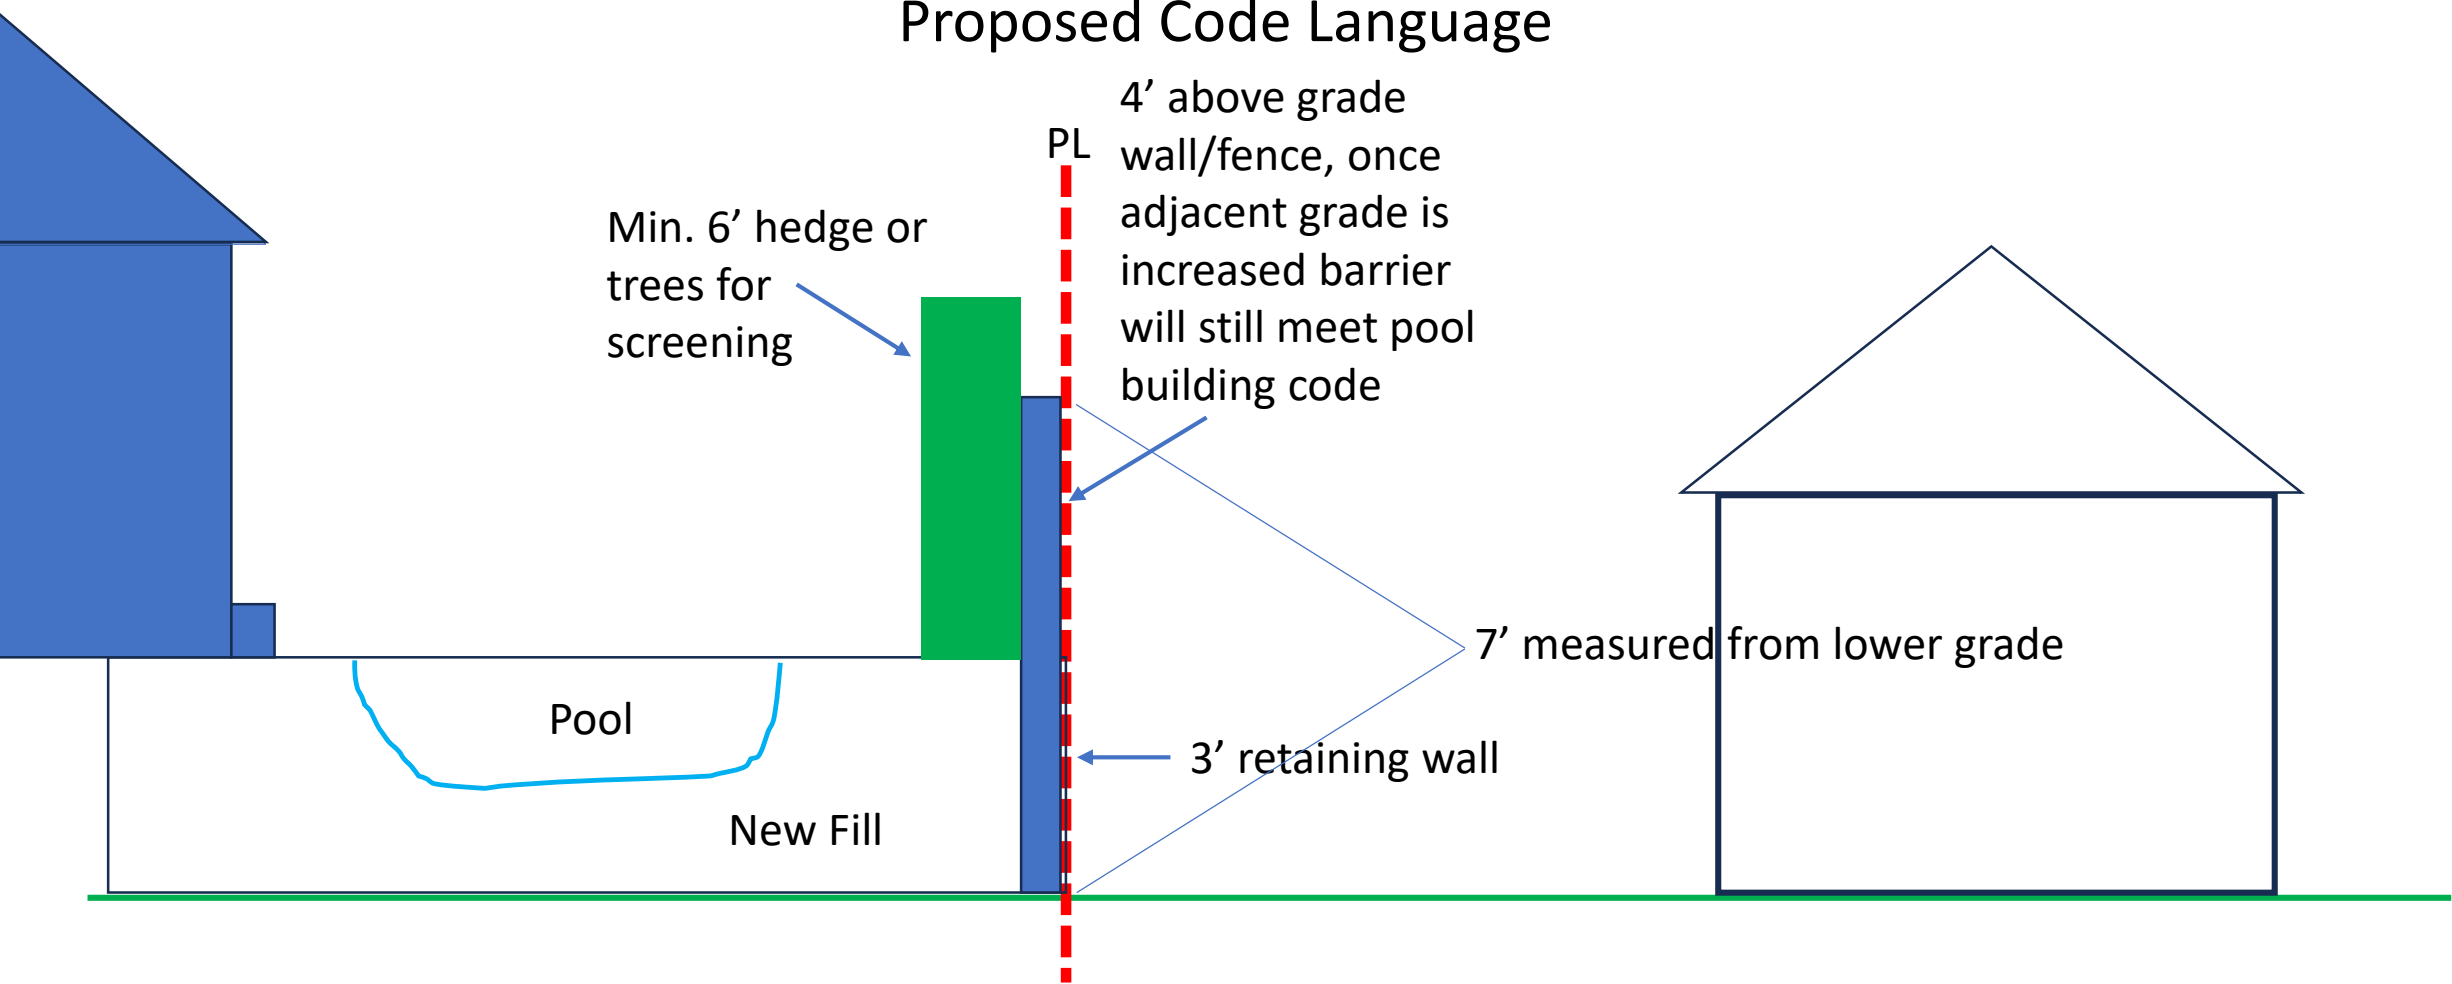 Proposed Code Language
4’ above grade
wall/fence, once
adjacent grade is
increased barrier
will still meet pool
building code
PL
Min. 6’ hedge or
trees for
screening
7’ measured from lower grade
Pool
3’ retaining wall
New Fill